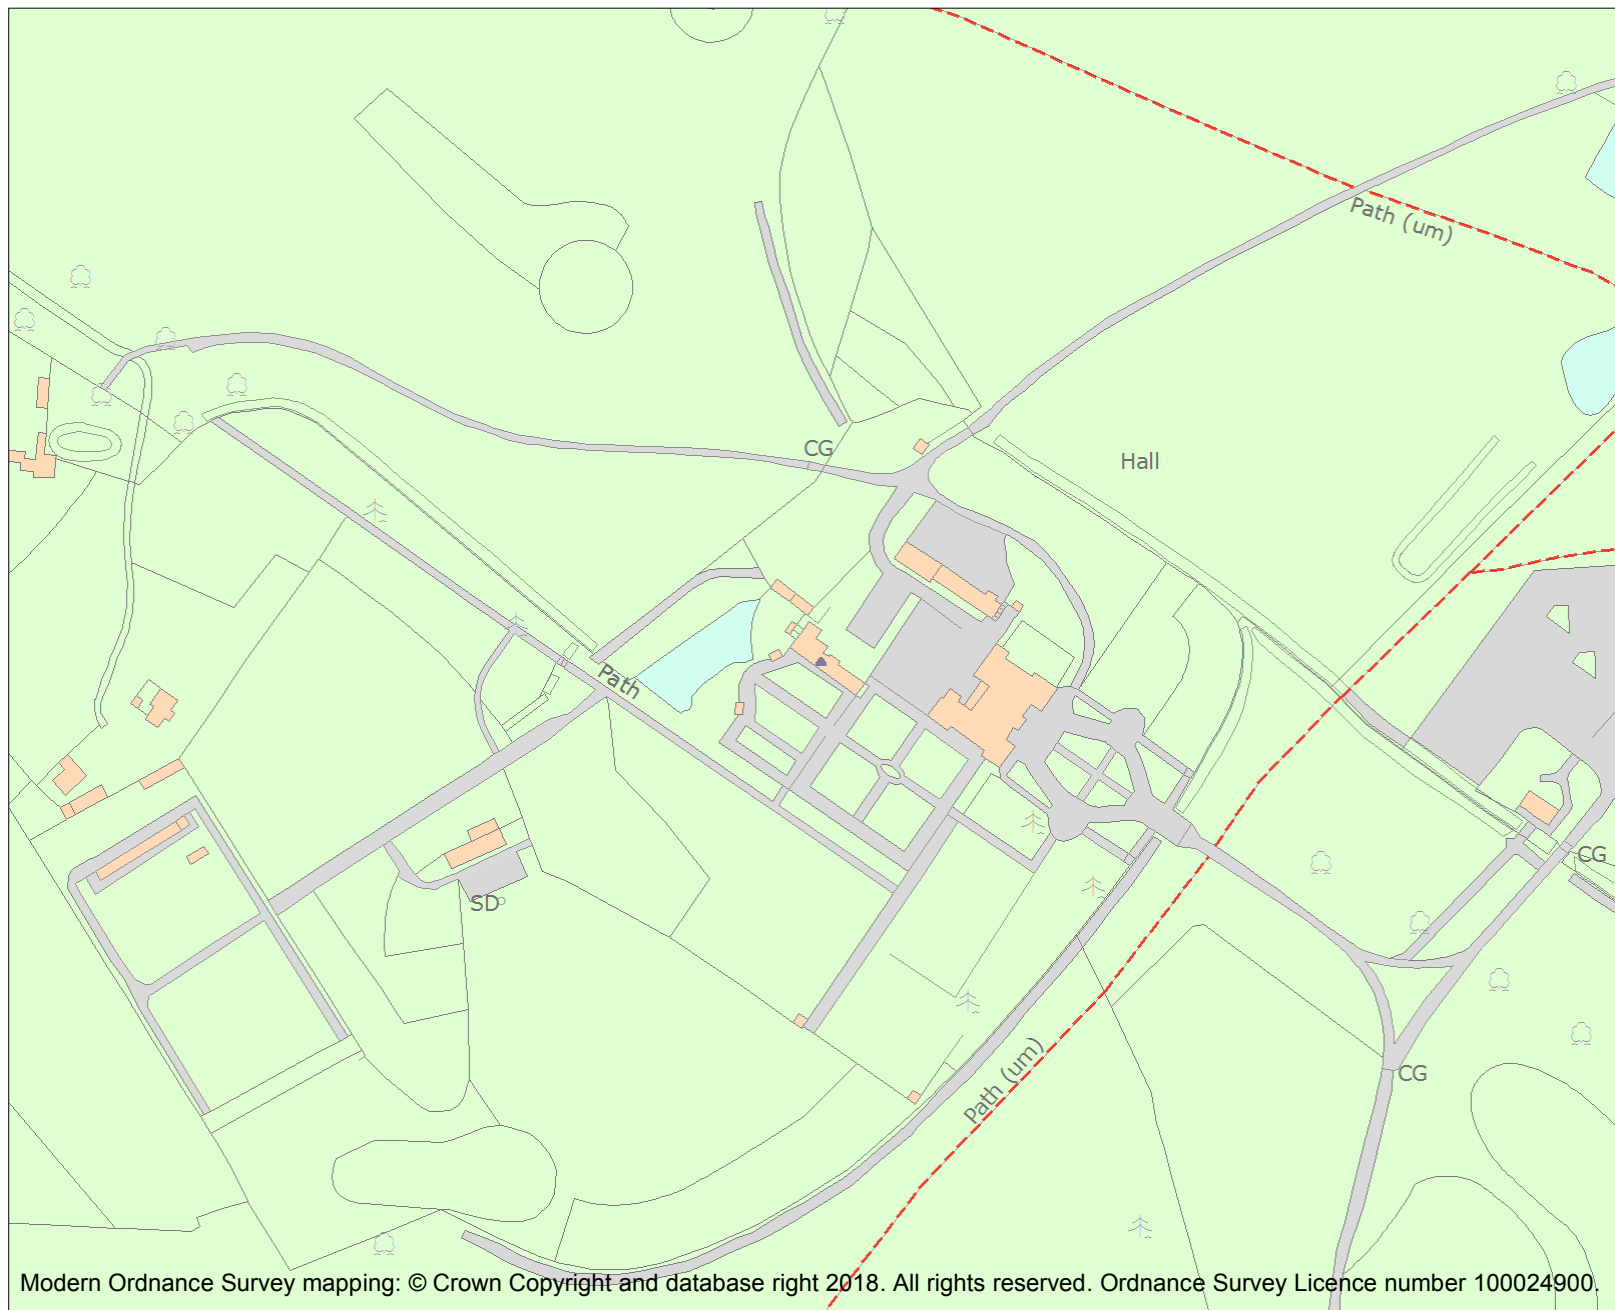 Path (um)
CG
Hall
Path
CG
SD
Path (um)
CG
Modern Ordnance Survey mapping: © Crown Copyright and database right 2018. All rights reserved. Ordnance Survey Licence number 100024900.